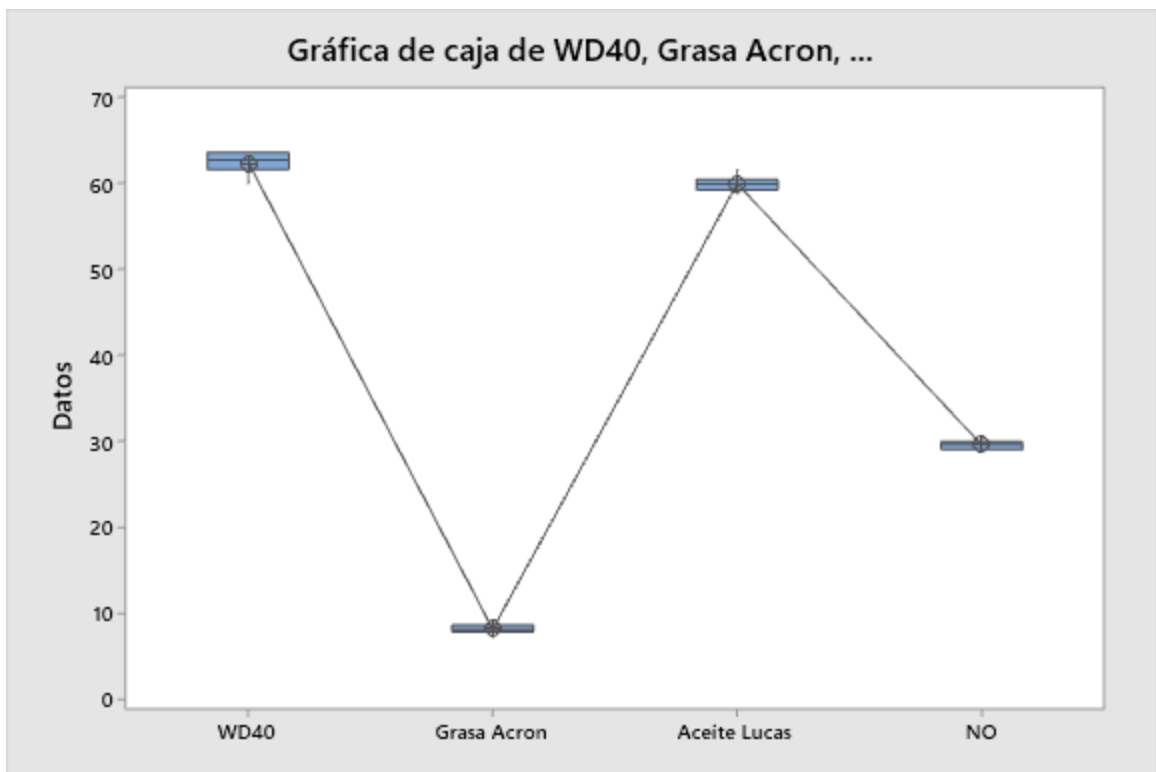 Gráfica de caja de WD40, Grasa Acron, ...
70
60
50
40
30
20
10
0
Datos
WD40 Grasa Acron Aceite Lucas NO